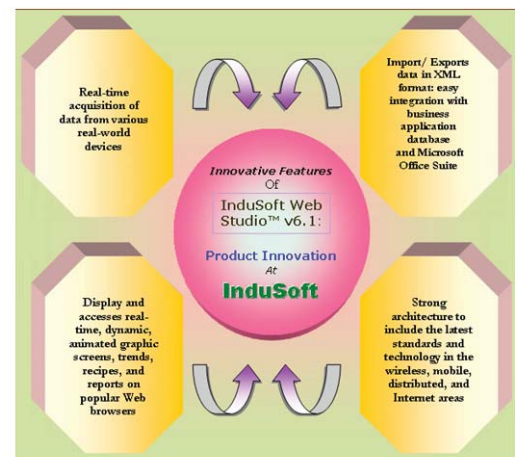 Real-time
acquisition of
data from various
real-world
devices
Import/ Exports
data in XML
format: easy
integration with
business
application
database
and Microsoft
Office Suite
Innovative Features
Of
InduSoft Web
Studio™ v6.1:
Product Innovation
At
InduSoft
Display and
accesses real-
time, dynamic,
animated graphic
screens, trends,
recipes, and
reports on
popular Web
browsers
Strong
architecture to
include the latest
standards and
technology in the
wireless, mobile,
distributed, and
Internet areas